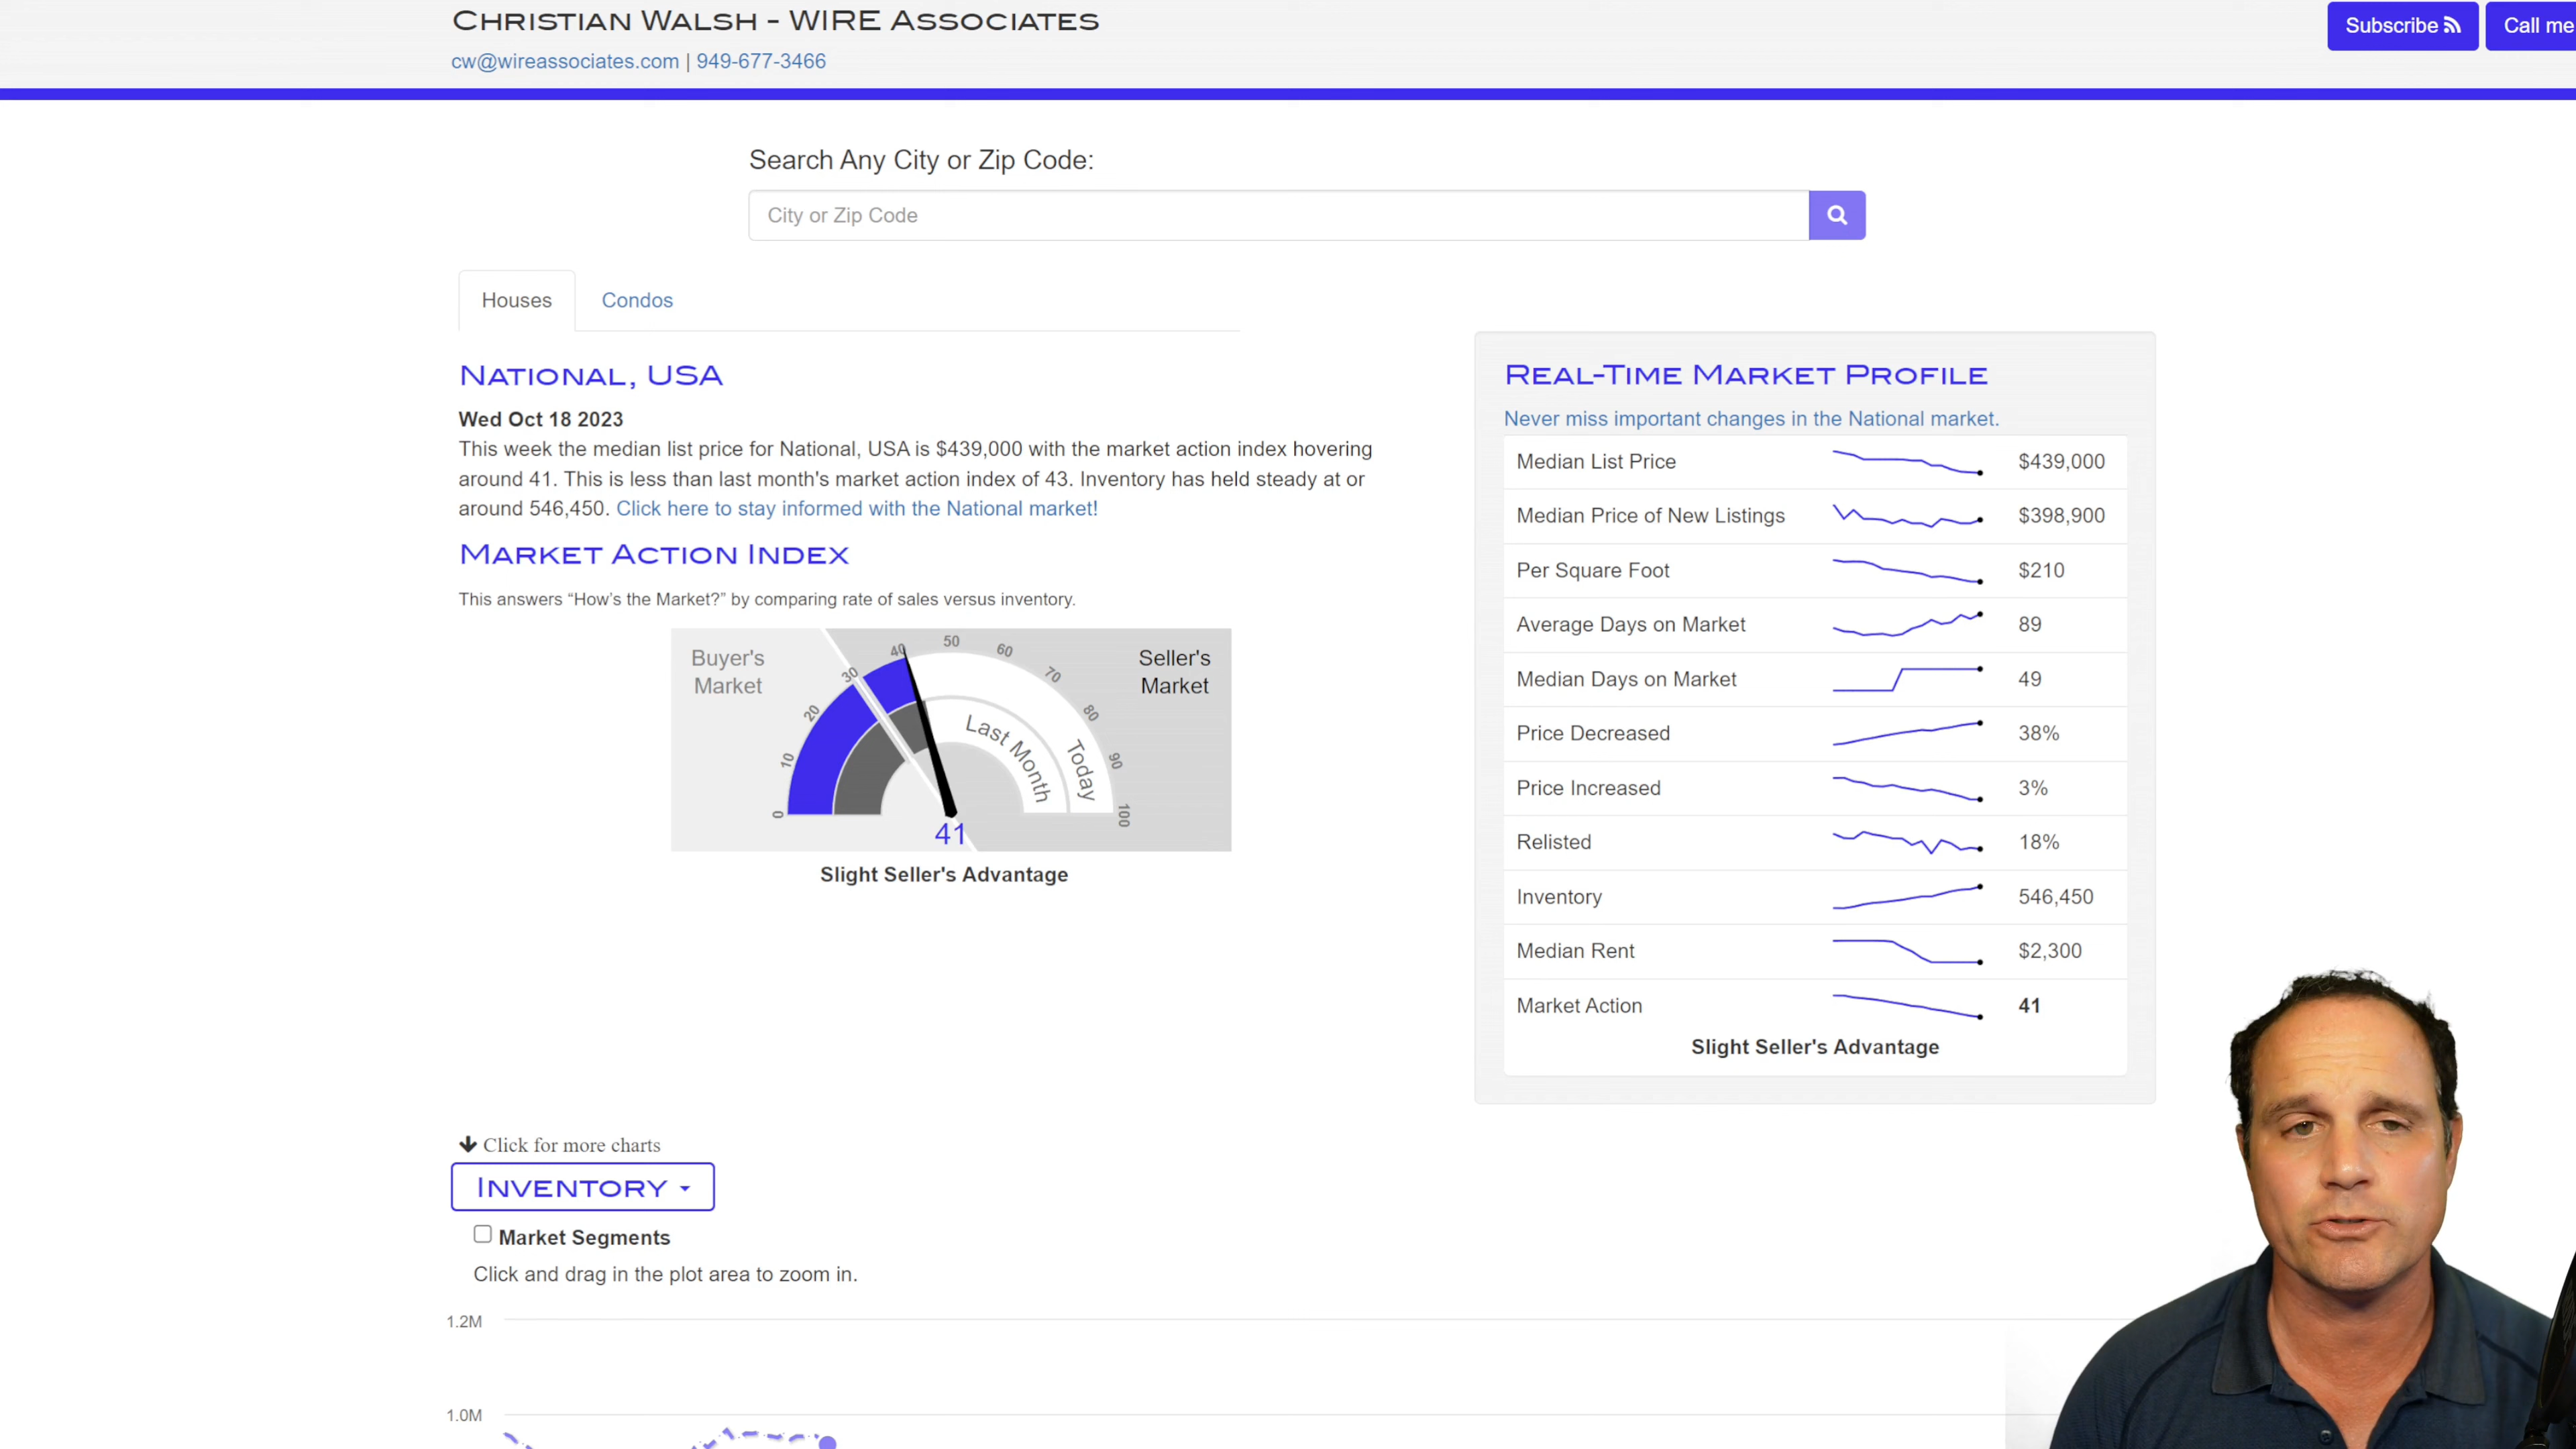 Christian Walsh - WIRE Associates
cw@wireassociates.com | 949-677-3466
Subscribe
Call me
Search Any City or Zip Code:
City or Zip Code
Houses
Condos
National, USA
Wed Oct 18 2023
This week the median list price for National, USA is $439,000 with the market action index hovering
around 41. This is less than last month's market action index of 43. Inventory has held steady at or
around 546,450. Click here to stay informed with the National market!
Market Action Index
This answers “How's the Market?” by comparing rate of sales versus inventory.
Buyer's
Market
Seller's
Market
0
10
20
30
40
50
60
70
80
90
100
Last Month
Today
41
Slight Seller's Advantage
Real-Time Market Profile
Never miss important changes in the National market.
Median List Price $439,000
Median Price of New Listings $398,900
Per Square Foot $210
Average Days on Market 89
Median Days on Market 49
Price Decreased 38%
Price Increased 3%
Relisted 18%
Inventory 546,450
Median Rent $2,300
Market Action 41
Slight Seller's Advantage
Click for more charts
Inventory
Market Segments
Click and drag in the plot area to zoom in.
1.2M
1.0M